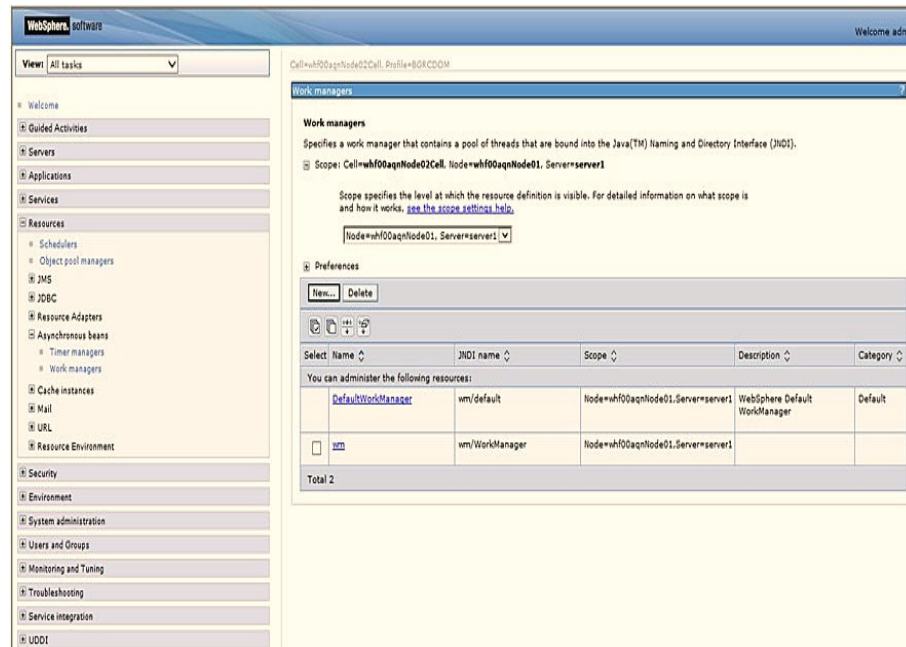 WebSphere. software
Welcome adm
View: All tasks
Welcome
Guided Activities
Servers
Applications
Services
Resources
Schedulers
Object pool managers
JMS
JDBC
Resource Adapters
Asynchronous beans
Timer managers
Work managers
Cache instances
Mail
URL
Resource Environment
Security
Environment
System administration
Users and Groups
Monitoring and Tuning
Troubleshooting
Service integration
UDDI
Cell=whf00aqnNode02Cell, Profile=BGRCDOM
Work managers ?
Work managers
Specifies a work manager that contains a pool of threads that are bound into the Java(TM) Naming and Directory Interface (JNDI).
Scope: Cell=whf00aqnNode02Cell, Node=whf00aqnNode01, Server=server1
Scope specifies the level at which the resource definition is visible. For detailed information on what scope is
and how it works, see the scope settings help.
Node=whf00aqnNode01, Server=server1
Preferences
New... Delete
Select Name JNDI name Scope Description Category
You can administer the following resources:
DefaultWorkManager wm/default Node=whf00aqnNode01,Server=server1 WebSphere Default Default
WorkManager
wm wm/WorkManager Node=whf00aqnNode01,Server=server1
Total 2